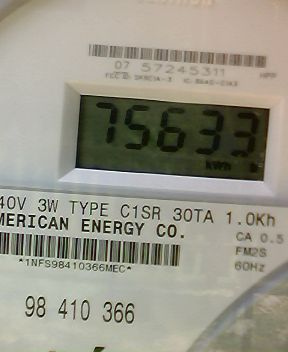 07 57245311
75633
kWh
40V 3W TYPE C1SR 30TA 1.0Kh
MERICAN ENERGY CO.
CA 0.5
FM2S
60Hz
*1NFS98410366MEC*
98 410 366